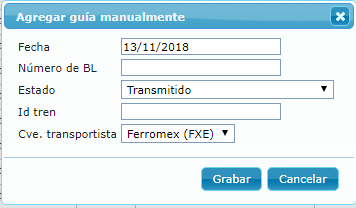 Agregar guía manualmente
Fecha 13/11/2018
Número de BL
Estado Transmitido
Id tren
Cve. transportista Ferromex (FXE)
Grabar Cancelar